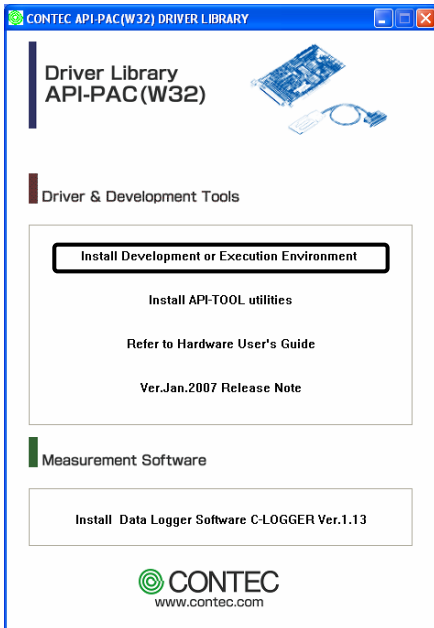 CONTEC API-PAC(W32) DRIVER LIBRARY
Driver Library
API-PAC(W32)
Driver & Development Tools
Install Development or Execution Environment
Install API-TOOL utilities
Refer to Hardware User's Guide
Ver.Jan.2007 Release Note
Measurement Software
Install Data Logger Software C-LOGGER Ver.1.13
CONTEC
www.contec.com